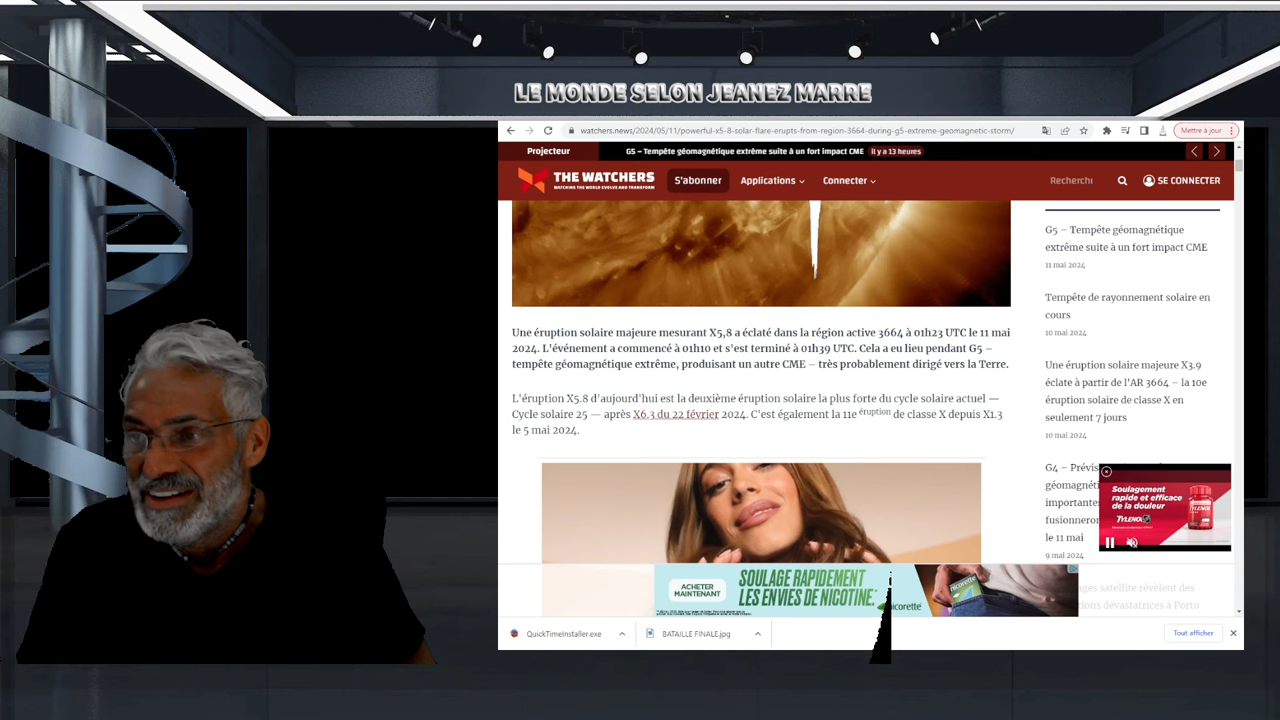 LE MONDE SELON JEANEZ MARRE
watchers.news/2024/05/11/powerful-x5-8-solar-flare-erupts-from-region-3664-during-g5-extreme-geomagnetic-storm/
Mettre à jour
Projecteur
G5 – Tempête géomagnétique extrême suite à un fort impact CME
il y a 13 heures
THE WATCHERS
WATCHING THE WORLD EVOLVE AND TRANSFORM
S'abonner
Applications
Connecter
Recherche
SE CONNECTER
Une éruption solaire majeure mesurant X5,8 a éclaté dans la région active 3664 à 01h23 UTC le 11 mai
2024. L'événement a commencé à 01h10 et s'est terminé à 01h39 UTC. Cela a eu lieu pendant G5 –
tempête géomagnétique extrême, produisant un autre CME – très probablement dirigé vers la Terre.
L'éruption X5.8 d'aujourd'hui est la deuxième éruption solaire la plus forte du cycle solaire actuel —
Cycle solaire 25 — après X6,3 du 22 février 2024. C'est également la 11e éruption de classe X depuis X1.3
le 5 mai 2024.
G5 – Tempête géomagnétique
extrême suite à un fort impact CME
11 mai 2024
Tempête de rayonnement solaire en
cours
10 mai 2024
Une éruption solaire majeure X3.9
éclate à partir de l'AR 3664 – la 10e
éruption solaire de classe X en
seulement 7 jours
10 mai 2024
G4 – Prévis
géomagnéti
importantes
fusionneron
le 11 mai
9 mai 2024
ages satellite révèlent des
tions dévastatrices à Porto
Soulagement
rapide et efficace
de la douleur
TYLENOL
ACHETER
MAINTENANT
SOULAGE RAPIDEMENT
LES ENVIES DE NICOTINE.*
nicorette
QuickTimeInstaller.exe
BATAILLE FINALE.jpg
Tout afficher